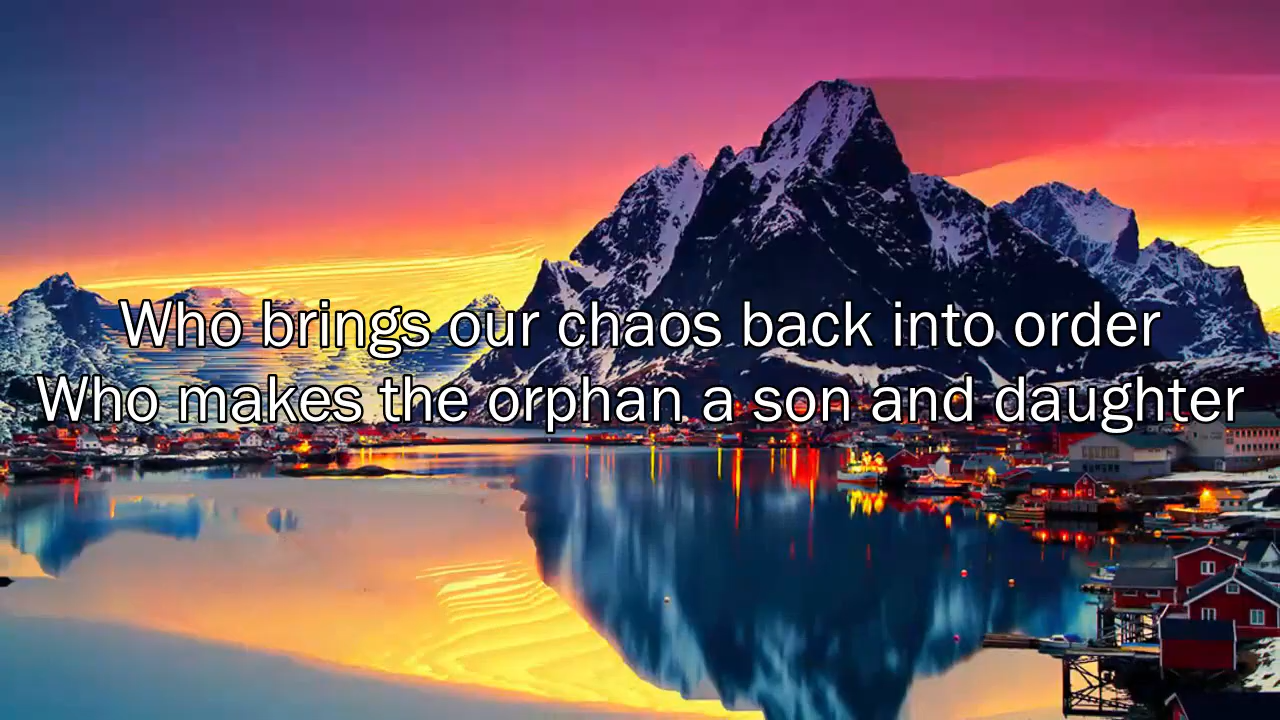 Who brings our chaos back into order
Who makes the orphan a son and daughter